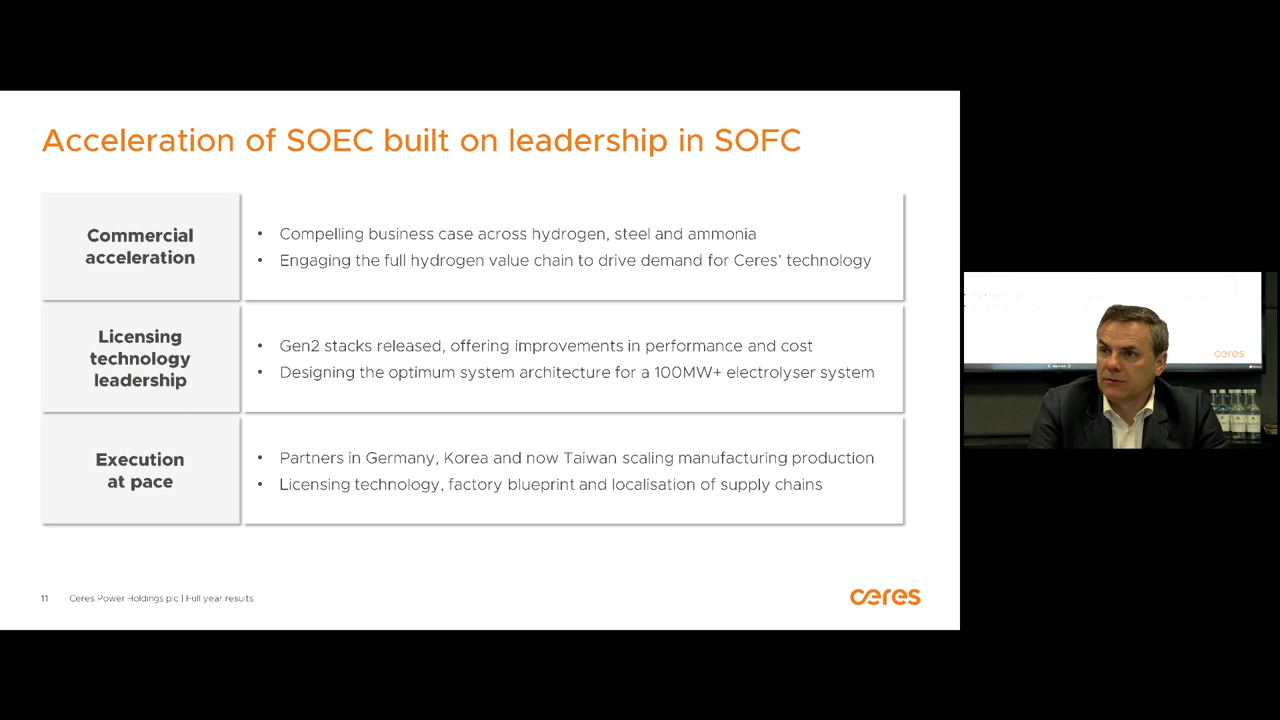 Acceleration of SOEC built on leadership in SOFC
Commercial
acceleration
• Compelling business case across hydrogen, steel and ammonia
• Engaging the full hydrogen value chain to drive demand for Ceres’ technology
Licensing
technology
leadership
• Gen2 stacks released, offering improvements in performance and cost
• Designing the optimum system architecture for a 100MW+ electrolyser system
Execution
at pace
• Partners in Germany, Korea and now Taiwan scaling manufacturing production
• Licensing technology, factory blueprint and localisation of supply chains
11 Ceres Power Holdings plc | Full year results
ceres
ceres